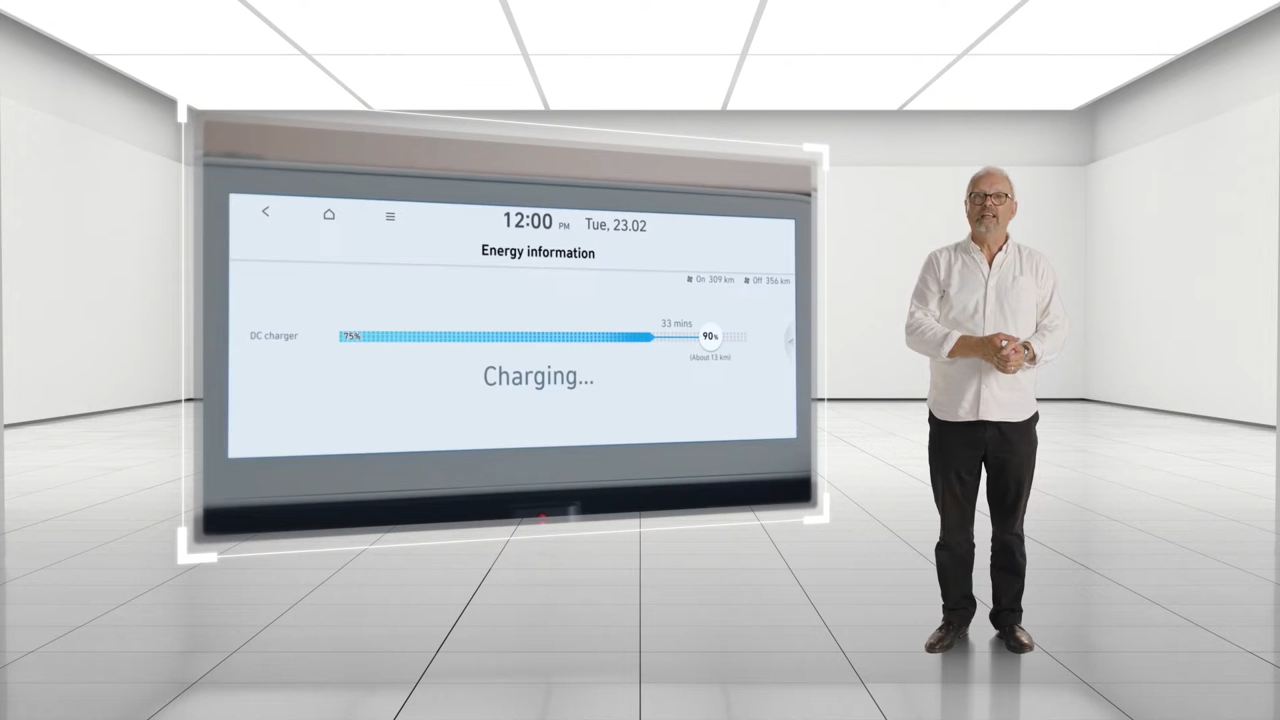 12:00 PM Tue, 23.02
Energy information
On 309 km Off 356 km
33 mins
DC charger 75% 90%
(About 13 km)
Charging...